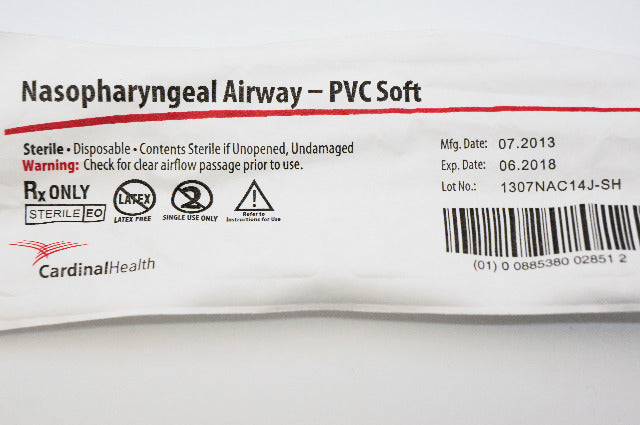 Nasopharyngeal Airway – PVC Soft
Sterile • Disposable • Contents Sterile if Unopened, Undamaged
Warning: Check for clear airflow passage prior to use.
Rx ONLY
STERILE EO
LATEX
LATEX FREE
2
SINGLE USE ONLY
!
Refer to
Instructions for Use
CardinalHealth
Mfg. Date: 07.2013
Exp. Date: 06.2018
Lot No.: 1307NAC14J-SH
(01) 0 0885380 02851 2